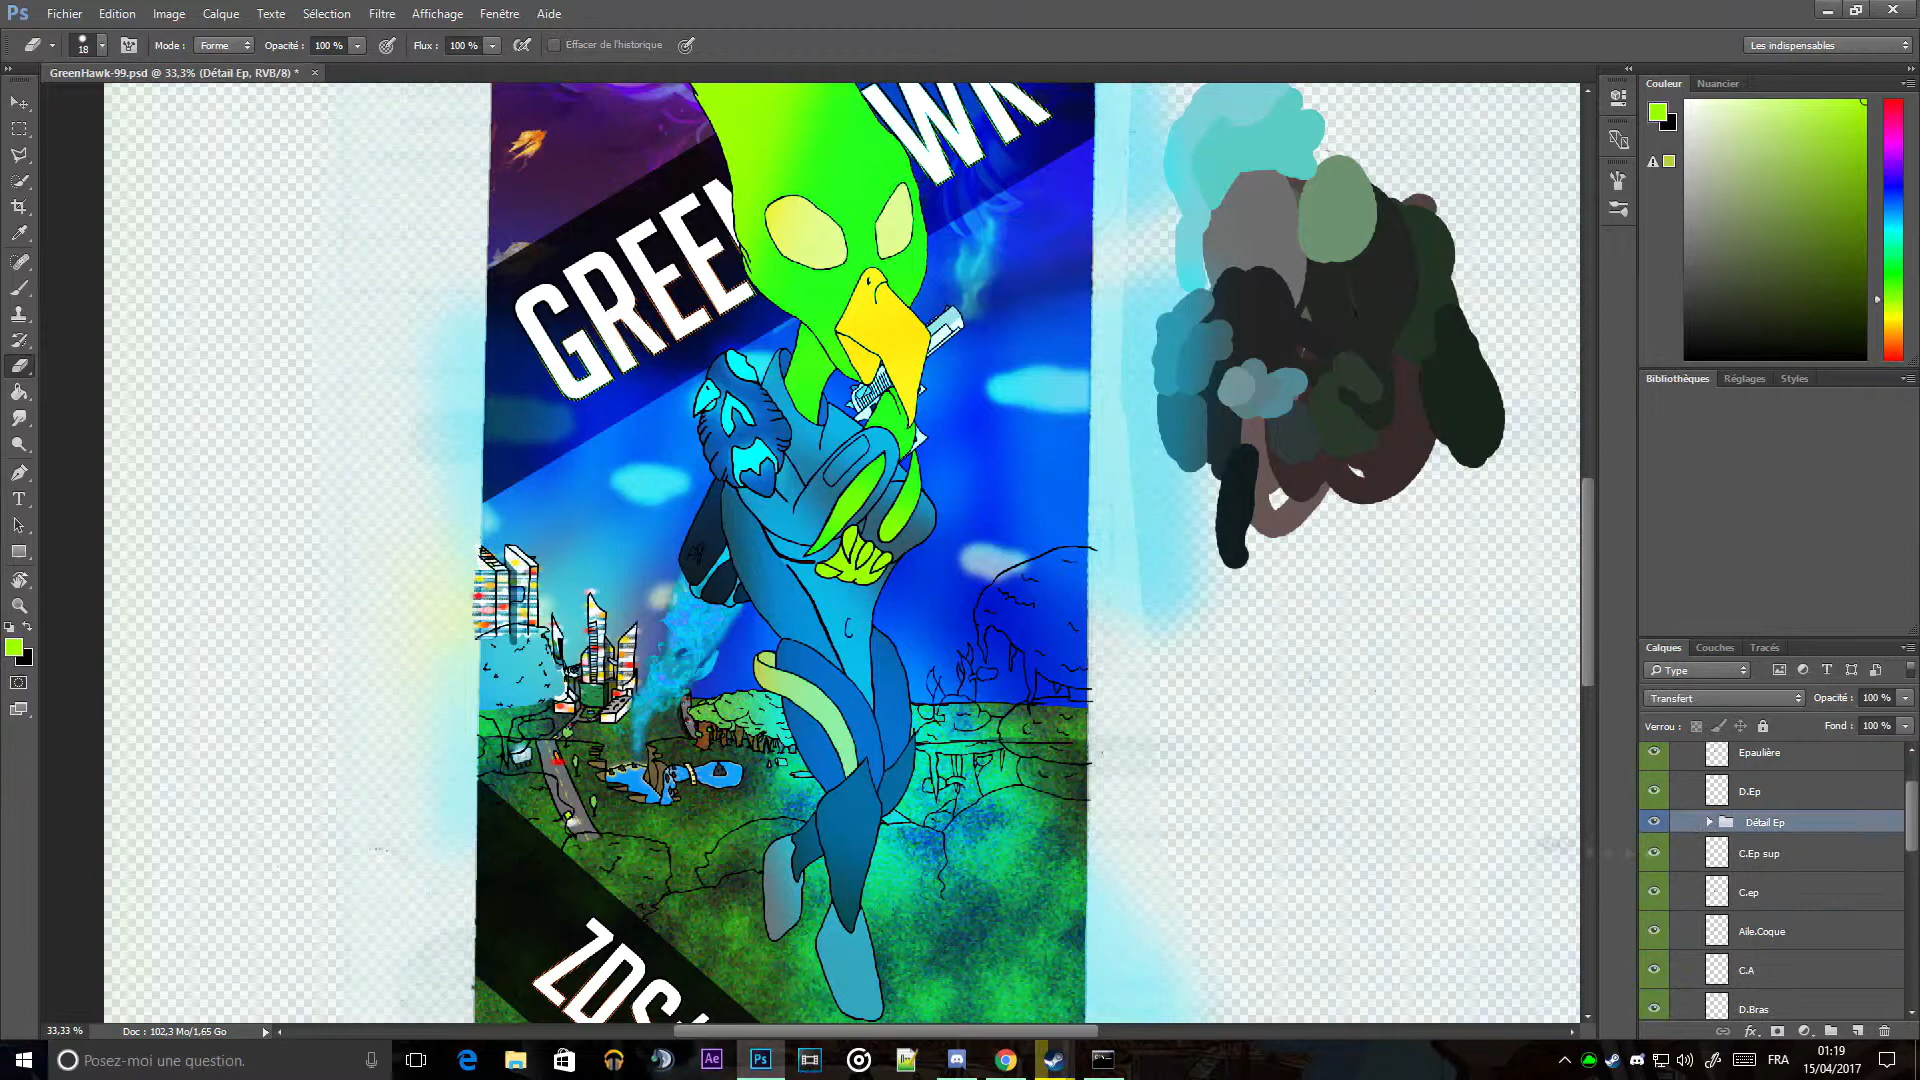 Ps Fichier Edition Image Calque Texte Sélection Filtre Affichage Fenêtre Aide
18 Mode : Forme Opacité : 100 % Flux : 100 % Effacer de l'historique Les indispensables
GreenHawk-99.psd @ 33,3% (Détail Ep, RVB/8) * ×
Couleur Nuancier
WK
GREEN
Bibliothèques Réglages Styles
Calques Couches Tracés
Type
Transfert Opacité : 100 %
Verrou : Fond : 100 %
Epaulière
D.Ep
Détail Ep
C.Ep sup
C.ep
Aile.Coque
C.A
D.Bras
ZDS
33,33 % Doc : 102,3 Mo/1,65 Go
Posez-moi une question. Ae Ps FRA 01:19
15/04/2017